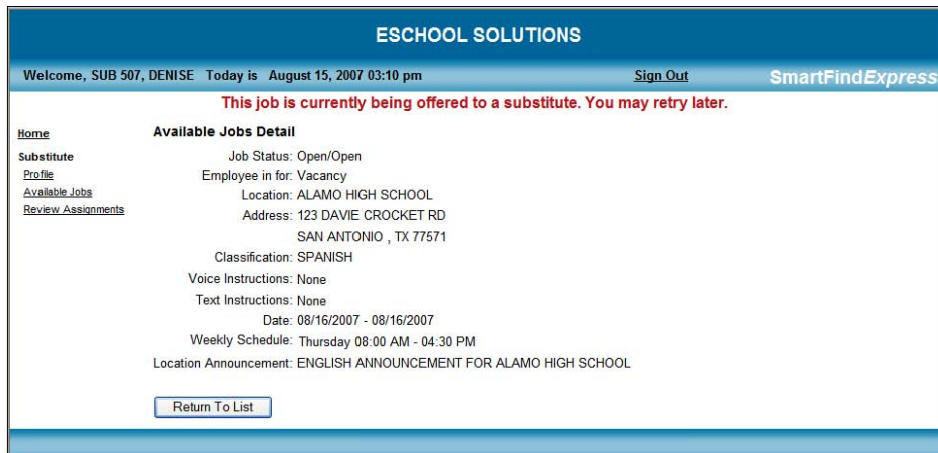 ESCHOOL SOLUTIONS
Welcome, SUB 507, DENISE Today is August 15, 2007 03:10 pm Sign Out SmartFindExpress
This job is currently being offered to a substitute. You may retry later.
Home
Substitute
Profile
Available Jobs
Review Assignments
Available Jobs Detail
Job Status: Open/Open
Employee in for: Vacancy
Location: ALAMO HIGH SCHOOL
Address: 123 DAVIE CROCKET RD
SAN ANTONIO , TX 77571
Classification: SPANISH
Voice Instructions: None
Text Instructions: None
Date: 08/16/2007 - 08/16/2007
Weekly Schedule: Thursday 08:00 AM - 04:30 PM
Location Announcement: ENGLISH ANNOUNCEMENT FOR ALAMO HIGH SCHOOL
Return To List